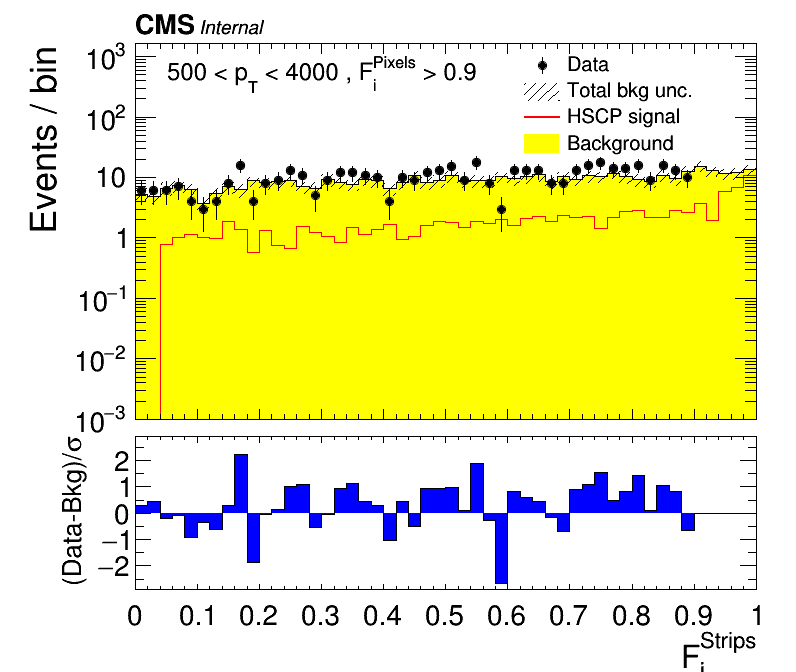 CMS Internal
500 < p_T < 4000 , F_i^Pixels > 0.9
Data
Total bkg unc.
HSCP signal
Background
Events / bin
10^3
10^2
10
1
10^−1
10^−2
10^−3
(Data-Bkg)/σ
2
1
0
−1
−2
0 0.1 0.2 0.3 0.4 0.5 0.6 0.7 0.8 0.9 1
F_i^Strips